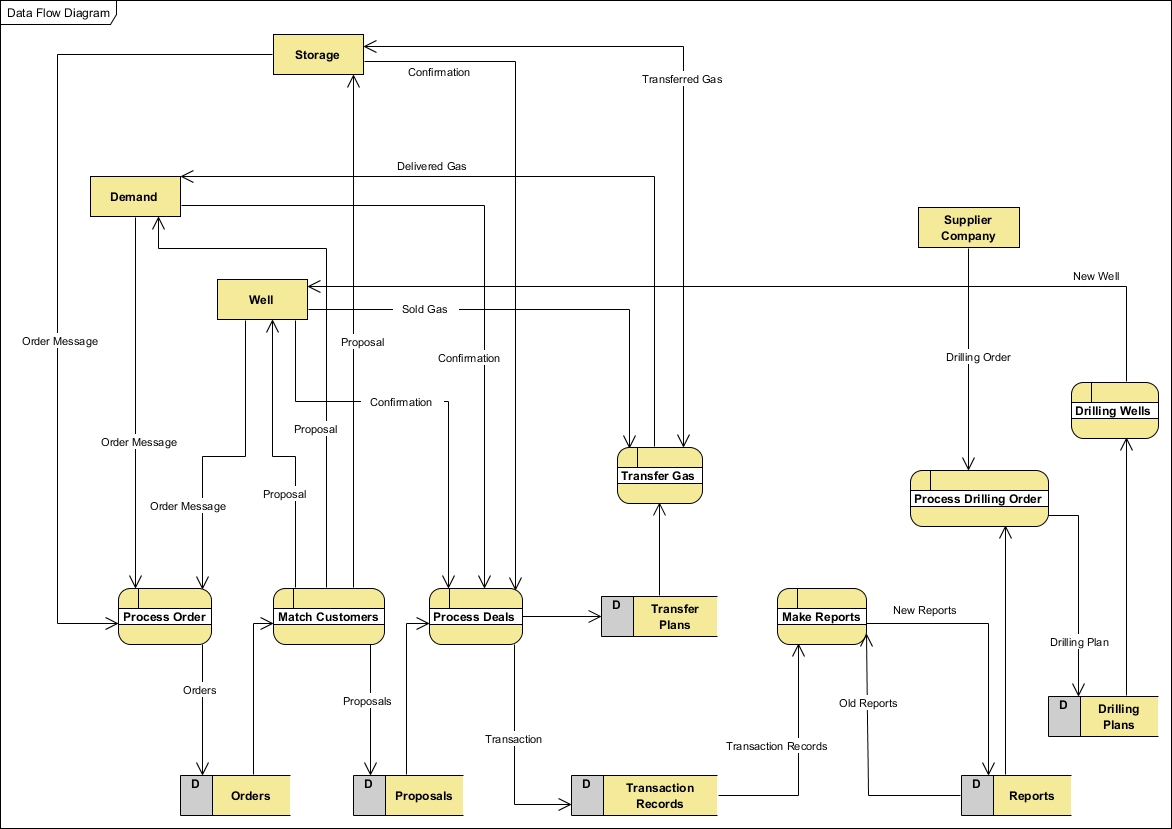 Data Flow Diagram
Storage
Confirmation
Transferred Gas
Delivered Gas
Demand
Supplier
Company
New Well
Well
Sold Gas
Order Message
Proposal
Confirmation
Drilling Order
Confirmation
Drilling Wells
Proposal
Order Message
Transfer Gas
Proposal
Process Drilling Order
Order Message
D
Transfer
Plans
Process Order
Match Customers
Process Deals
Make Reports
New Reports
Drilling Plan
Orders
Proposals
Old Reports
D
Drilling
Plans
Transaction
Transaction Records
D
Orders
D
Proposals
D
Transaction
Records
D
Reports